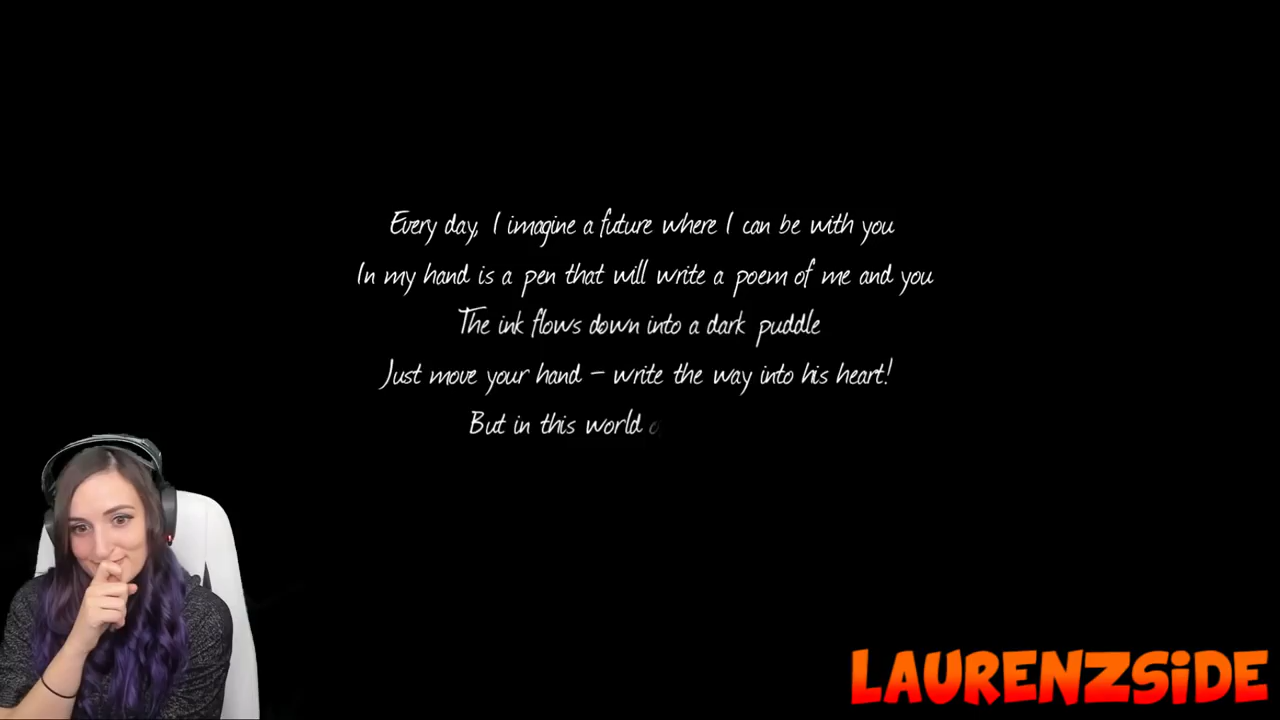 Every day, I imagine a future where I can be with you
In my hand is a pen that will write a poem of me and you
The ink flows down into a dark puddle
Just move your hand – write the way into his heart!
But in this world
LAURENZSiDE